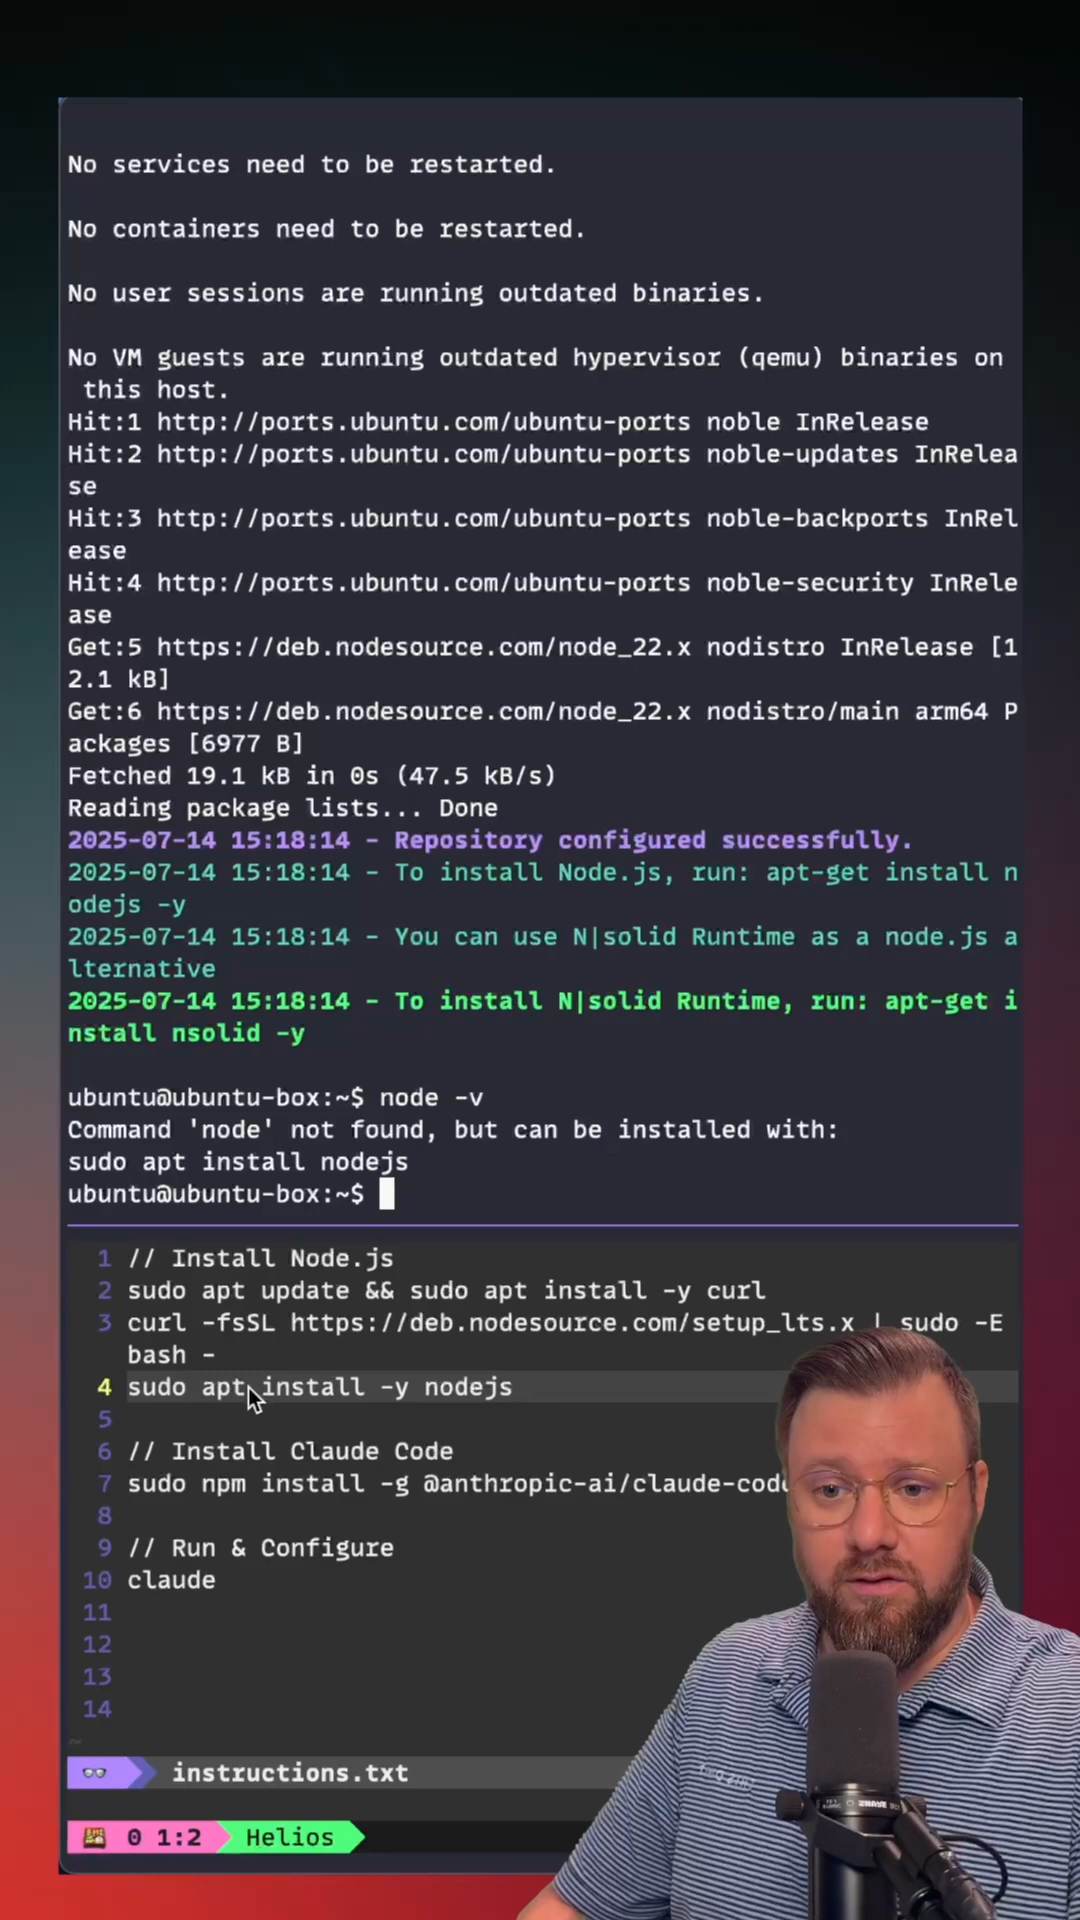 No services need to be restarted.
No containers need to be restarted.
No user sessions are running outdated binaries.
No VM guests are running outdated hypervisor (qemu) binaries on
this host.
Hit:1 http://ports.ubuntu.com/ubuntu-ports noble InRelease
Hit:2 http://ports.ubuntu.com/ubuntu-ports noble-updates InRelea
se
Hit:3 http://ports.ubuntu.com/ubuntu-ports noble-backports InRel
ease
Hit:4 http://ports.ubuntu.com/ubuntu-ports noble-security InRele
ase
Get:5 https://deb.nodesource.com/node_22.x nodistro InRelease [1
2.1 kB]
Get:6 https://deb.nodesource.com/node_22.x nodistro/main arm64 P
ackages [6977 B]
Fetched 19.1 kB in 0s (47.5 kB/s)
Reading package lists... Done
2025-07-14 15:18:14 - Repository configured successfully.
2025-07-14 15:18:14 - To install Node.js, run: apt-get install n
odejs -y
2025-07-14 15:18:14 - You can use N|solid Runtime as a node.js a
lternative
2025-07-14 15:18:14 - To install N|solid Runtime, run: apt-get i
nstall nsolid -y
ubuntu@ubuntu-box:~$ node -v
Command 'node' not found, but can be installed with:
sudo apt install nodejs
ubuntu@ubuntu-box:~$
1 // Install Node.js
2 sudo apt update && sudo apt install -y curl
3 curl -fsSL https://deb.nodesource.com/setup_lts.x | sudo -E
bash -
4 sudo apt install -y nodejs
5
6 // Install Claude Code
7 sudo npm install -g @anthropic-ai/claude-cod
8
9 // Run & Configure
10 claude
11
12
13
14
~
instructions.txt
0 1:2 Helios